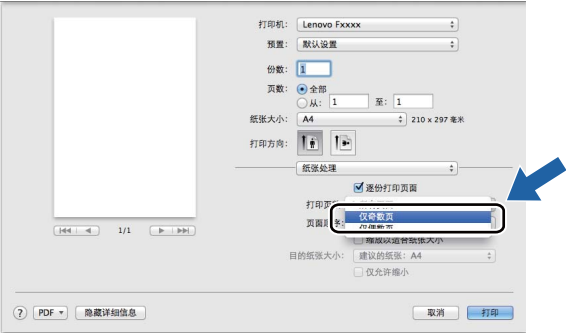 打印机: Lenovo Fxxxx
预置: 默认设置
份数: 1
页数: 全部
从: 1 至: 1
纸张大小: A4 210 x 297 毫米
打印方向:
纸张处理
逐份打印页面
打印页
仅奇数页
页面
缩放以适合纸张大小
目的纸张大小: 建议的纸张: A4
仅允许缩小
1/1
? PDF 隐藏详细信息 取消 打印